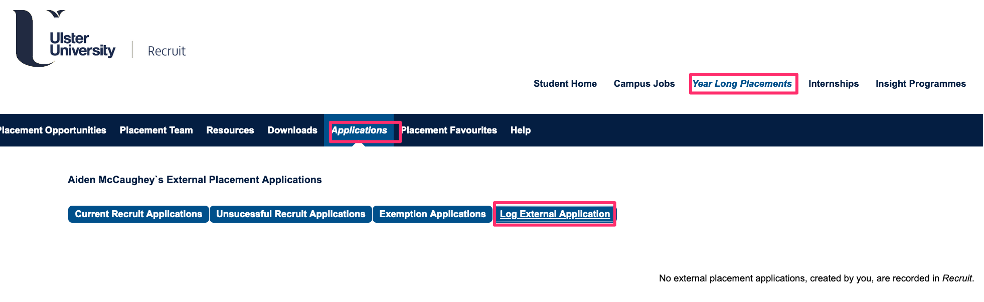 Ulster
University
Recruit
Student Home Campus Jobs Year Long Placements Internships Insight Programmes
Placement Opportunities Placement Team Resources Downloads Applications Placement Favourites Help
Aiden McCaughey`s External Placement Applications
Current Recruit Applications Unsucessful Recruit Applications Exemption Applications Log External Application
No external placement applications, created by you, are recorded in Recruit.